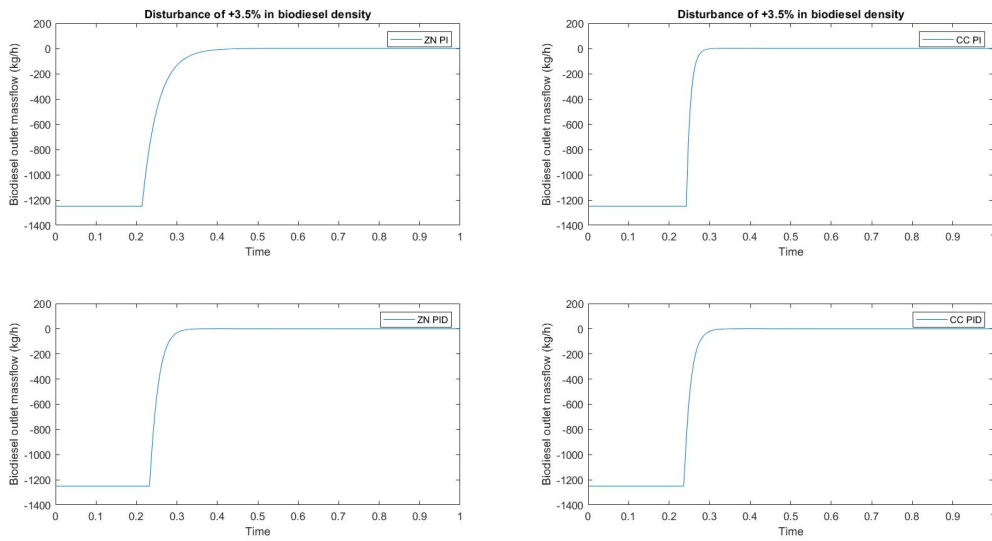 Disturbance of +3.5% in biodiesel density
ZN PI
Biodiesel outlet massflow (kg/h)
200
0
-200
-400
-600
-800
-1000
-1200
-1400
0 0.1 0.2 0.3 0.4 0.5 0.6 0.7 0.8 0.9 1
Time
Disturbance of +3.5% in biodiesel density
CC PI
Biodiesel outlet massflow (kg/h)
200
0
-200
-400
-600
-800
-1000
-1200
-1400
0 0.1 0.2 0.3 0.4 0.5 0.6 0.7 0.8 0.9 1
Time
ZN PID
Biodiesel outlet massflow (kg/h)
200
0
-200
-400
-600
-800
-1000
-1200
-1400
0 0.1 0.2 0.3 0.4 0.5 0.6 0.7 0.8 0.9 1
Time
CC PID
Biodiesel outlet massflow (kg/h)
200
0
-200
-400
-600
-800
-1000
-1200
-1400
0 0.1 0.2 0.3 0.4 0.5 0.6 0.7 0.8 0.9 1
Time